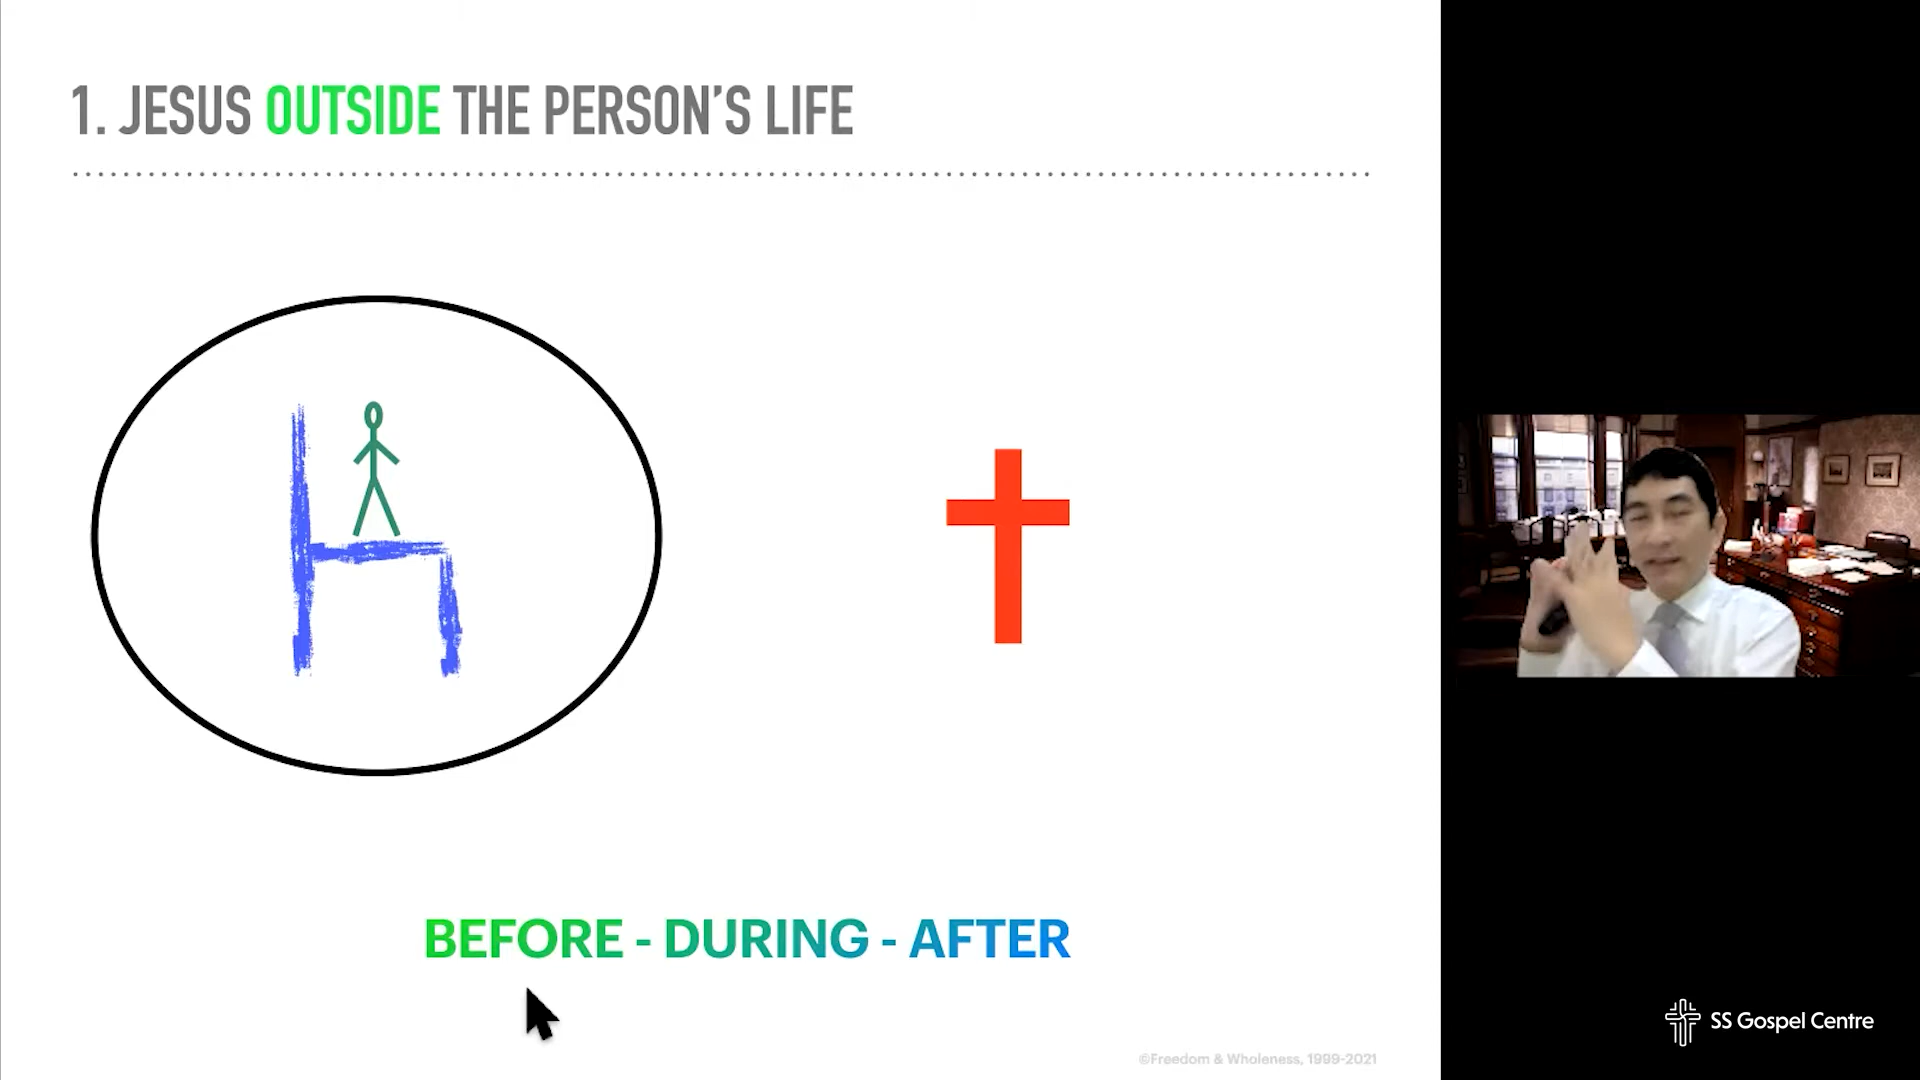 1. JESUS OUTSIDE THE PERSON'S LIFE
BEFORE - DURING - AFTER
SS Gospel Centre
©Freedom & Wholeness, 1999-2021